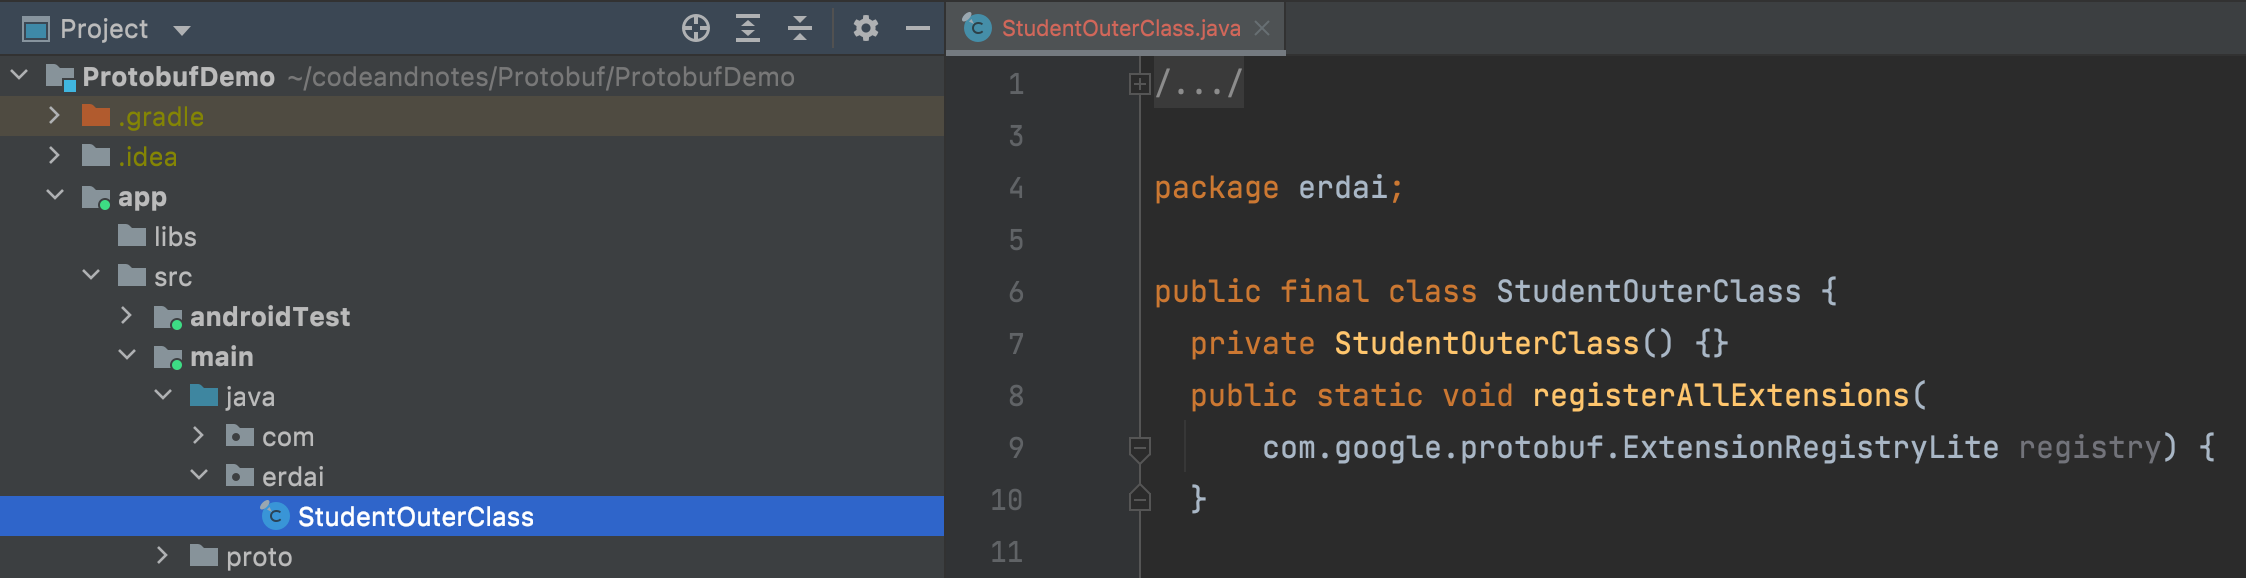 Project
ProtobufDemo ~/codeandnotes/Protobuf/ProtobufDemo
.gradle
.idea
app
libs
src
androidTest
main
java
com
erdai
StudentOuterClass
proto
StudentOuterClass.java
1 /.../
3
4 package erdai;
5
6 public final class StudentOuterClass {
7 private StudentOuterClass() {}
8 public static void registerAllExtensions(
9 com.google.protobuf.ExtensionRegistryLite registry) {
10 }
11